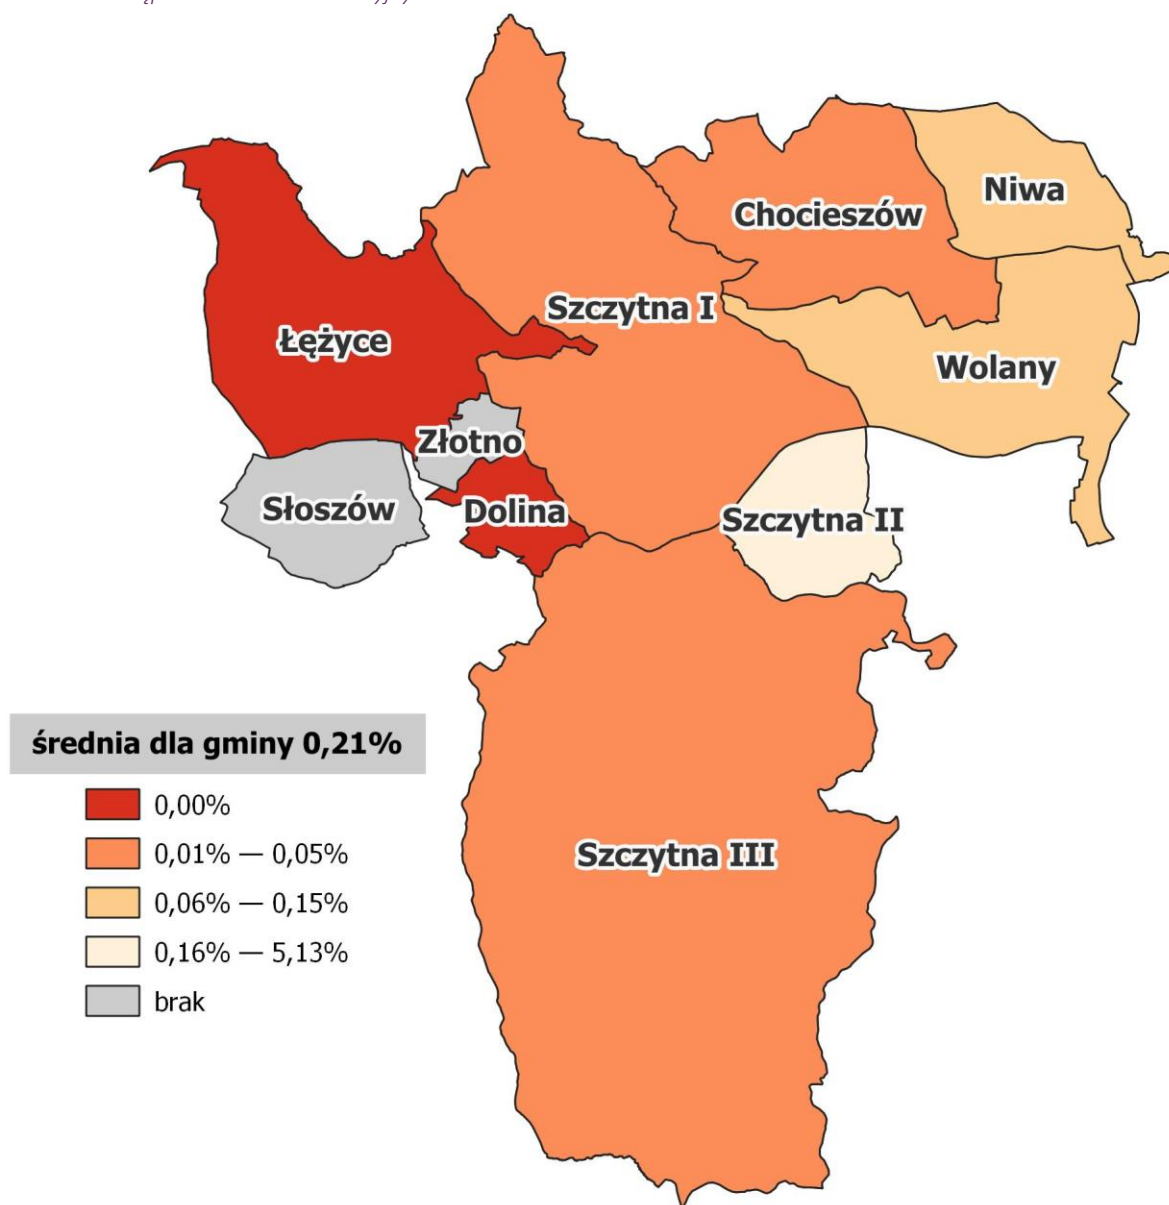 Niwa
Chocieszów
Szczytna I
Łężyce
Wolany
Złotno
Słoszów
Dolina
Szczytna II
średnia dla gminy 0,21%
0,00%
0,01% — 0,05%
Szczytna III
0,06% — 0,15%
0,16% — 5,13%
brak